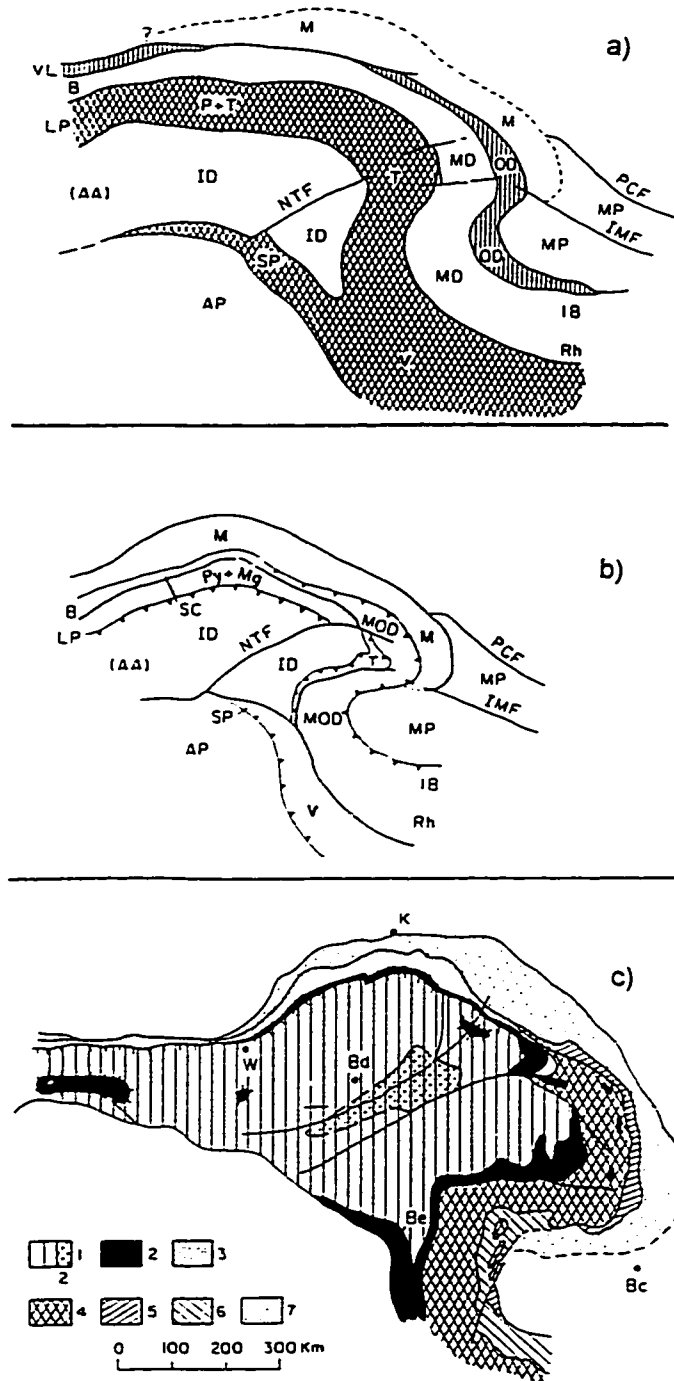 a)
?
M
VL
B
P+T
LP
M
MD
OD
PCF
T
ID
NTF
MP
(AA)
IMF
ID
MP
SP
MD
OD
AP
IB
Rh
V
b)
M
Py+Mg
B
SC
MOD
M
LP
ID
NTF
PCF
MP
(AA)
ID
T
IMF
SP
MOD
MP
AP
IB
V
Rh
K
c)
W
Bd
Be
1
2
3
2
Bc
4
5
6
7
0 100 200 300 Km